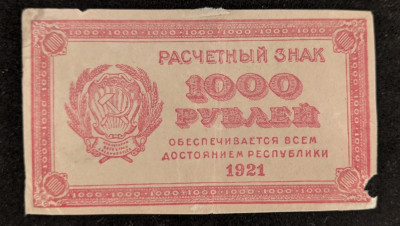 РАСЧЕТНЫЙ ЗНАК
1000
РУБЛЕЙ
ОБЕСПЕЧИВАЕТСЯ ВСЕМ
ДОСТОЯНИЕМ РЕСПУБЛИКИ
1921